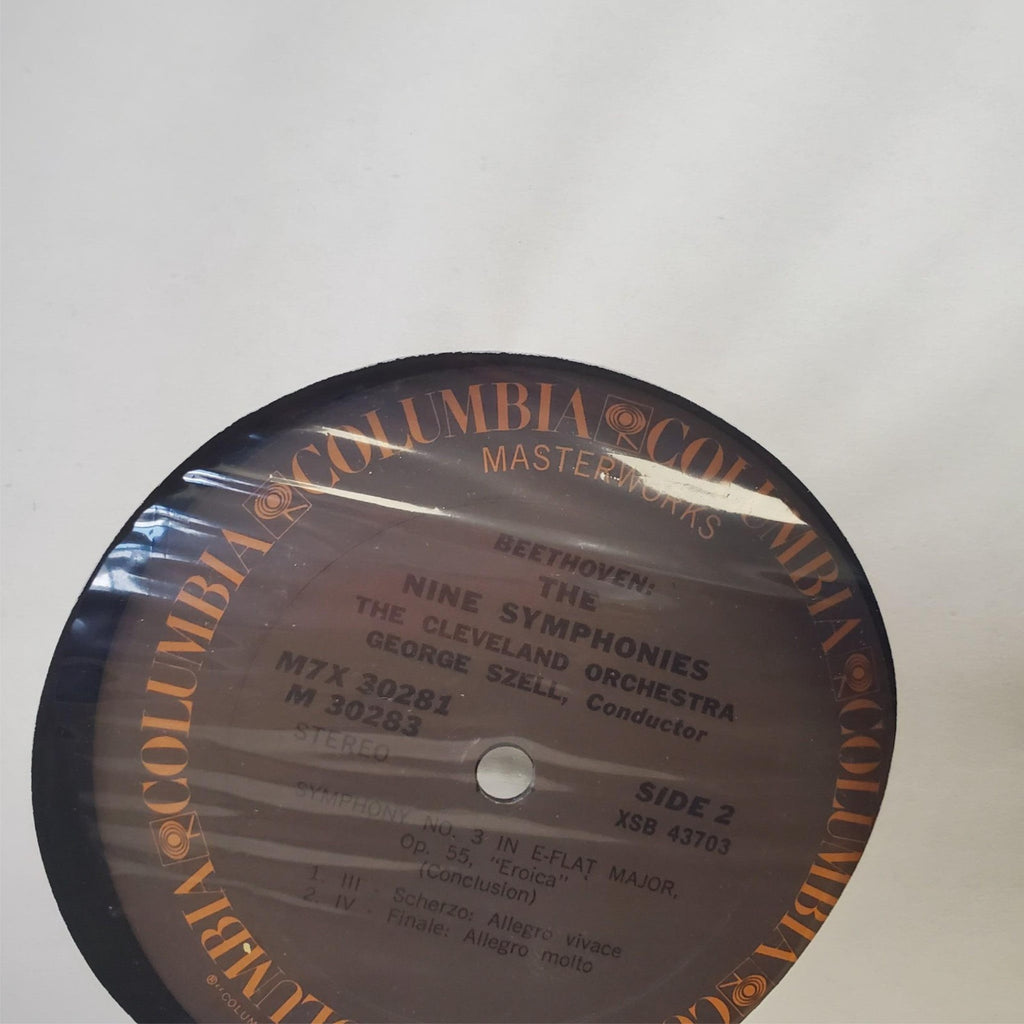 COLUMBIA COLUMBIA COLUMBIA COLUMBIA COLUMBIA
MASTERWORKS
BEETHOVEN:
THE
NINE SYMPHONIES
THE CLEVELAND ORCHESTRA
GEORGE SZELL, Conductor
M7X 30281
M 30283
STEREO
SIDE 2
XSB 43703
SYMPHONY NO. 3 IN E-FLAT MAJOR,
Op. 55, "Eroica"
(Conclusion)
1. III - Scherzo: Allegro vivace
2. IV - Finale: Allegro molto